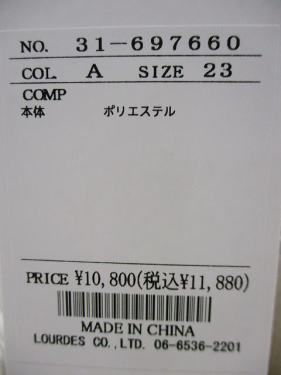 NO. 31-697660
COL. A SIZE 23
COMP
本体 ポリエステル
PRICE ¥10,800(税込¥11,880)
MADE IN CHINA
LOURDES CO.,LTD. 06-6536-2201